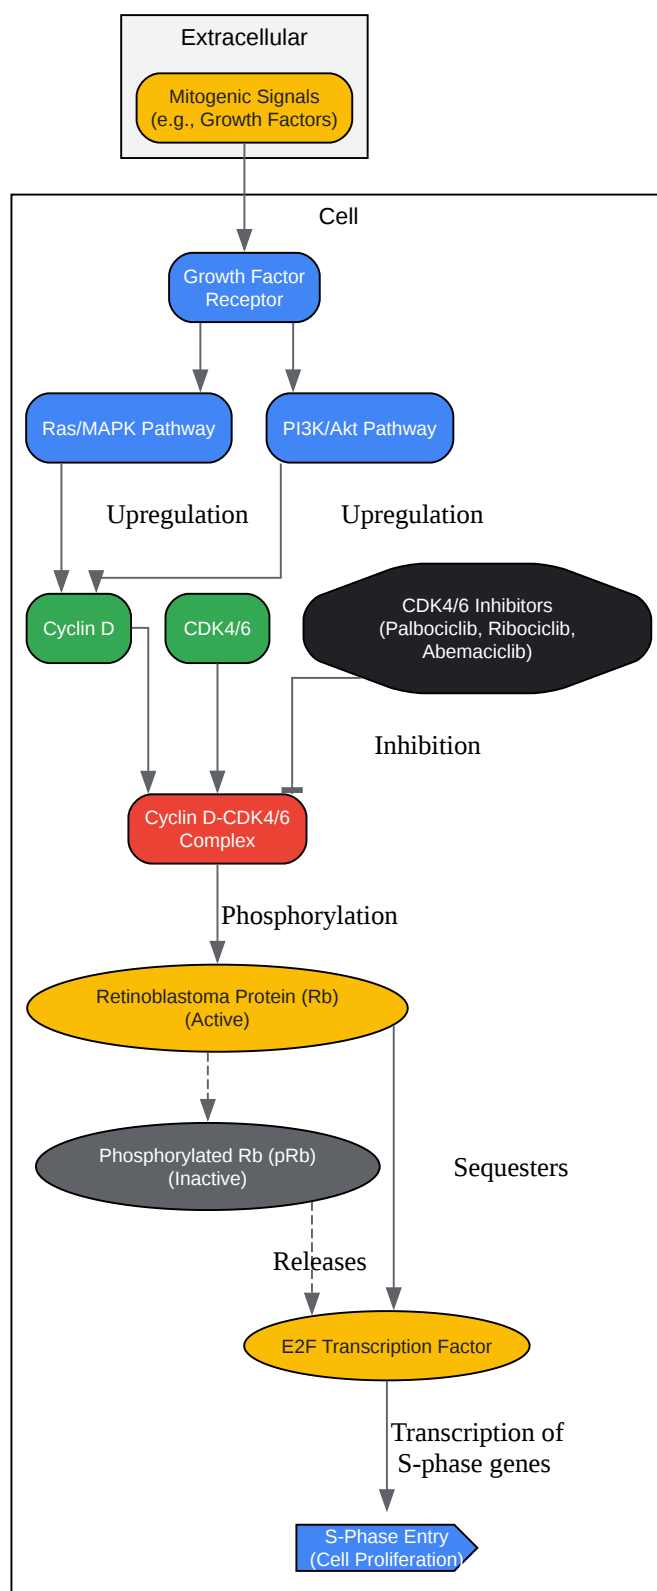 Extracellular
Mitogenic Signals
(e.g., Growth Factors)
Cell
Growth Factor
Receptor
Ras/MAPK Pathway
PI3K/Akt Pathway
Upregulation
Upregulation
Cyclin D
CDK4/6
CDK4/6 Inhibitors
(Palbociclib, Ribociclib,
Abemaciclib)
Inhibition
Cyclin D-CDK4/6
Complex
Phosphorylation
Retinoblastoma Protein (Rb)
(Active)
Phosphorylated Rb (pRb)
(Inactive)
Sequesters
Releases
E2F Transcription Factor
Transcription of
S-phase genes
S-Phase Entry
(Cell Proliferation)